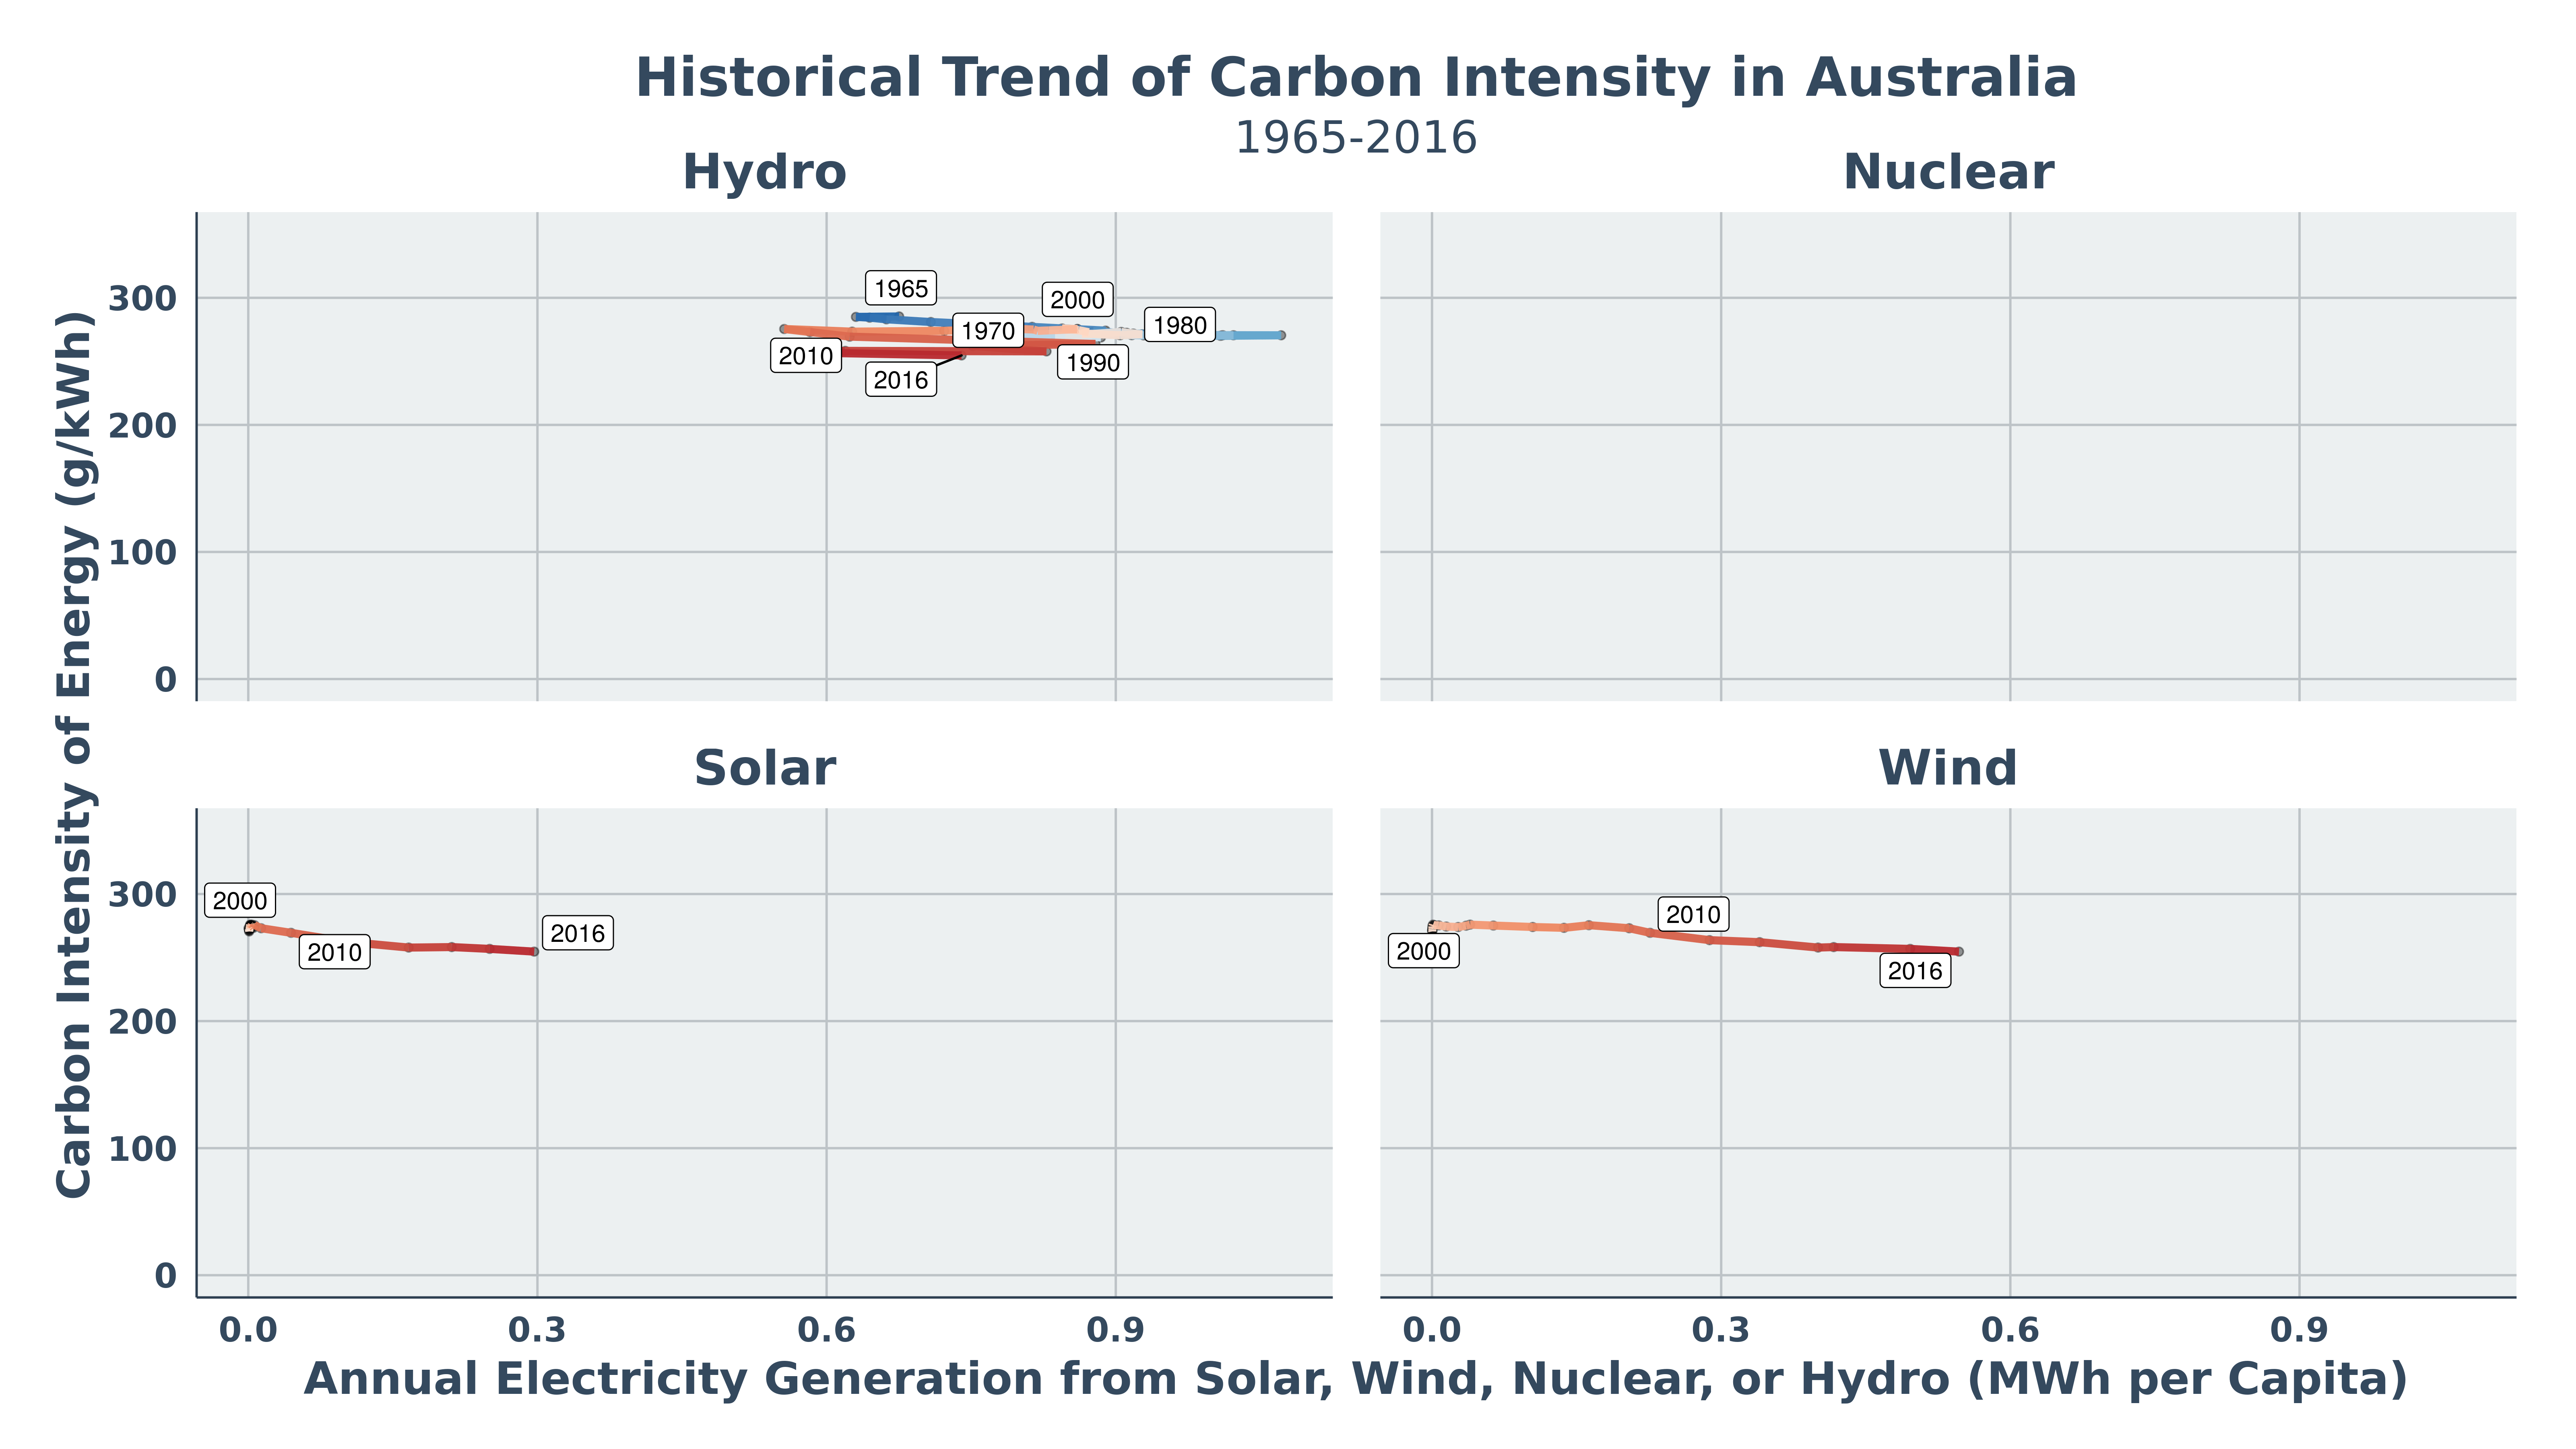 Historical Trend of Carbon Intensity in Australia
1965-2016
Hydro
Nuclear
Carbon Intensity of Energy (g/kWh)
300
200
100
0
1965
2000
1970
1980
2010
2016
1990
Solar
Wind
300
200
100
0
2000
2010
2016
2000
2010
2016
0.0 0.3 0.6 0.9
0.0 0.3 0.6 0.9
Annual Electricity Generation from Solar, Wind, Nuclear, or Hydro (MWh per Capita)